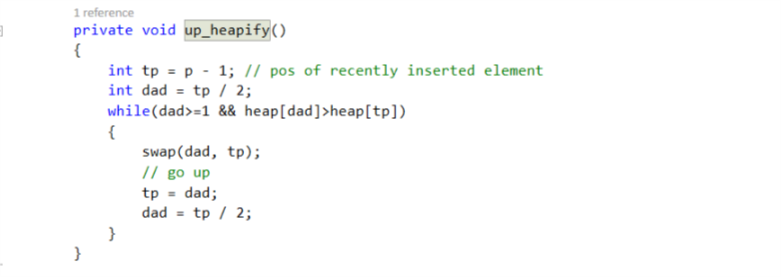 1 reference
private void up_heapify()
{
int tp = p - 1; // pos of recently inserted element
int dad = tp / 2;
while(dad>=1 && heap[dad]>heap[tp])
{
swap(dad, tp);
// go up
tp = dad;
dad = tp / 2;
}
}